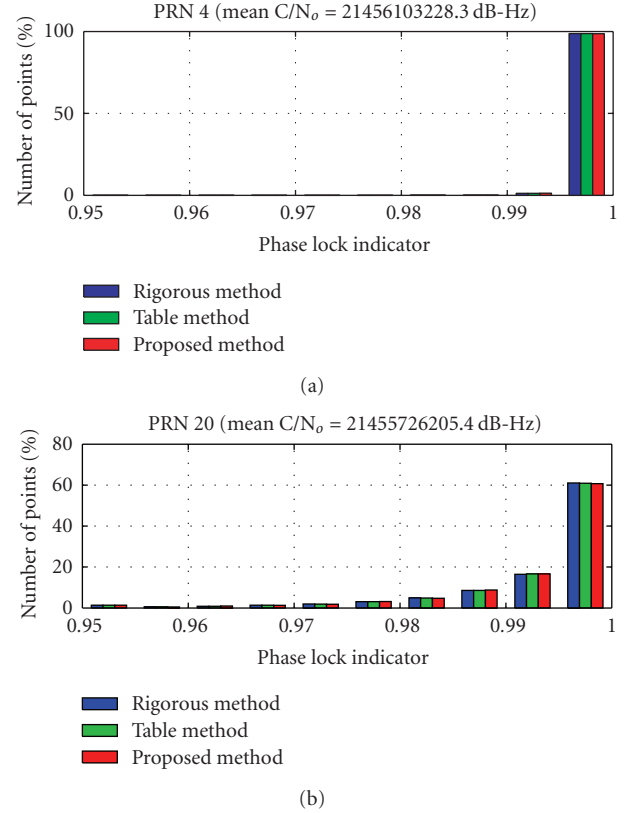 PRN 4 (mean C/Nₒ = 21456103228.3 dB-Hz)
Number of points (%)
100
50
0
0.95 0.96 0.97 0.98 0.99 1
Phase lock indicator
Rigorous method
Table method
Proposed method
(a)
PRN 20 (mean C/Nₒ = 21455726205.4 dB-Hz)
Number of points (%)
80
60
40
20
0
0.95 0.96 0.97 0.98 0.99 1
Phase lock indicator
Rigorous method
Table method
Proposed method
(b)